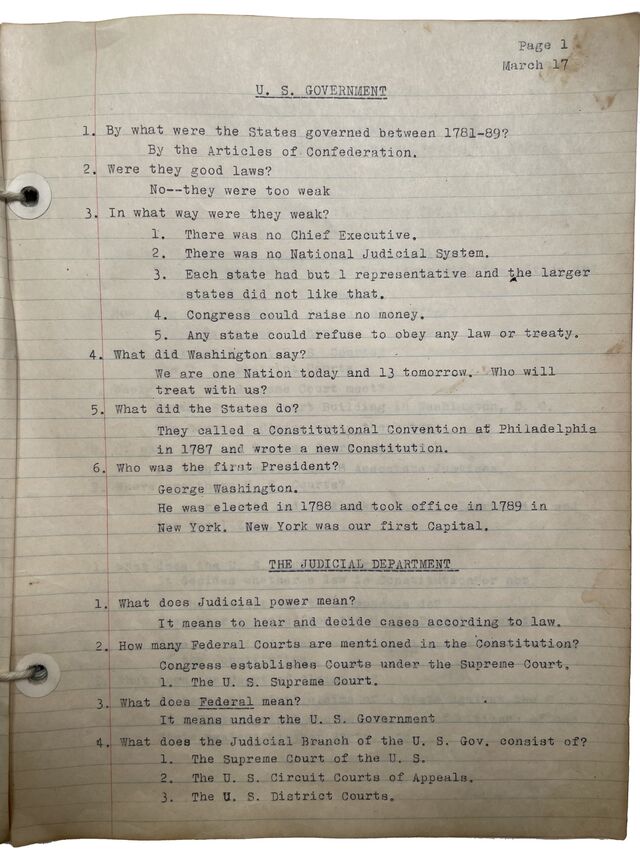 Page 1
March 17
U. S. GOVERNMENT
1. By what were the States governed between 1781-89?
By the Articles of Confederation.
2. Were they good laws?
No--they were too weak
3. In what way were they weak?
1. There was no Chief Executive.
2. There was no National Judicial System.
3. Each state had but 1 representative and the larger
states did not like that.
4. Congress could raise no money.
5. Any state could refuse to obey any law or treaty.
4. What did Washington say?
We are one Nation today and 13 tomorrow. Who will
treat with us?
5. What did the States do?
They called a Constitutional Convention at Philadelphia
in 1787 and wrote a new Constitution.
6. Who was the first President?
George Washington.
He was elected in 1788 and took office in 1789 in
New York. New York was our first Capital.
THE JUDICIAL DEPARTMENT
1. What does Judicial power mean?
It means to hear and decide cases according to law.
2. How many Federal Courts are mentioned in the Constitution?
Congress establishes Courts under the Supreme Court.
1. The U. S. Supreme Court.
3. What does Federal mean?
It means under the U. S. Government
4. What does the Judicial Branch of the U. S. Gov. consist of?
1. The Supreme Court of the U. S.
2. The U. S. Circuit Courts of Appeals.
3. The U. S. District Courts.